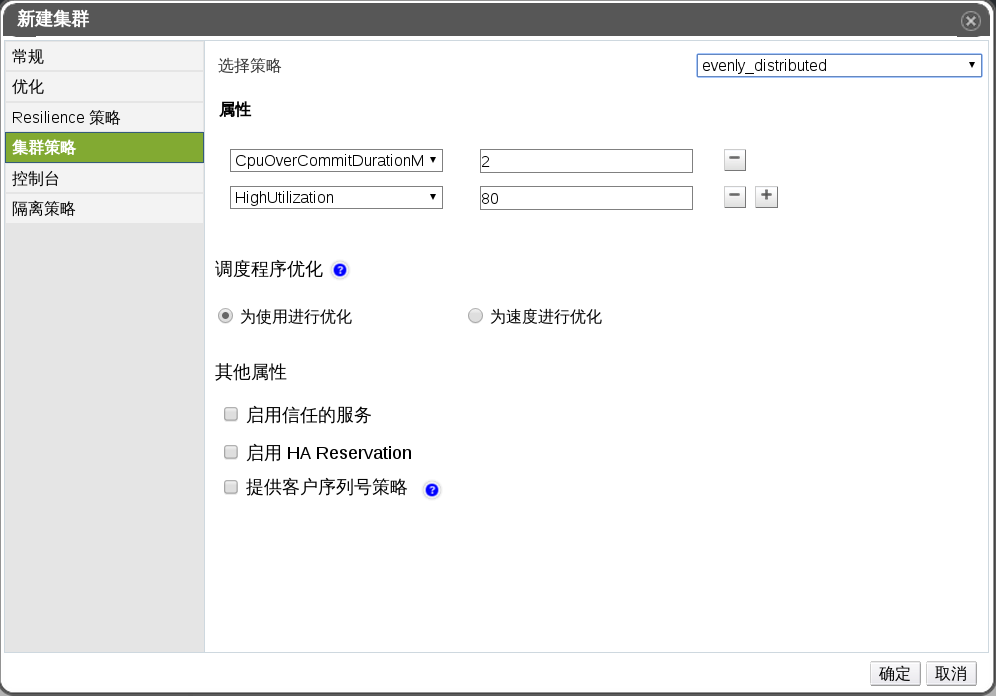 新建集群
常规
优化
Resilience 策略
集群策略
控制台
隔离策略
选择策略 evenly_distributed
属性
CpuOverCommitDurationM 2
HighUtilization 80
调度程序优化 ?
为使用进行优化 为速度进行优化
其他属性
启用信任的服务
启用 HA Reservation
提供客户序列号策略 ?
确定 取消